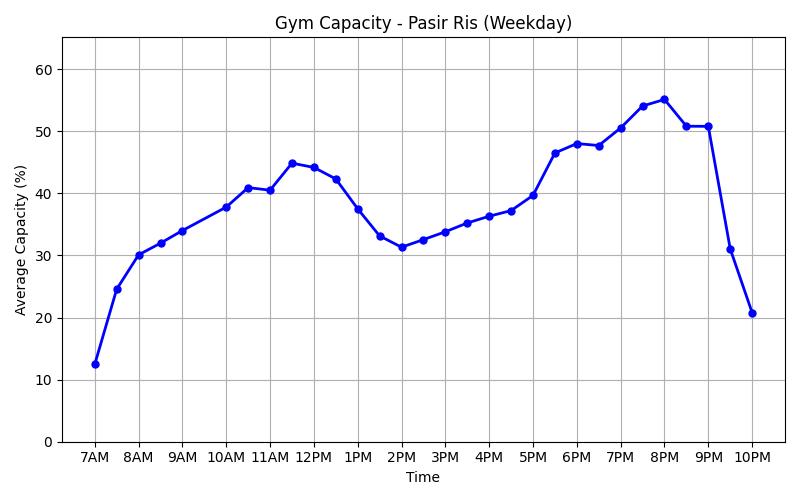 Gym Capacity - Pasir Ris (Weekday)
Average Capacity (%)
60
50
40
30
20
10
0
7AM 8AM 9AM 10AM 11AM 12PM 1PM 2PM 3PM 4PM 5PM 6PM 7PM 8PM 9PM 10PM
Time